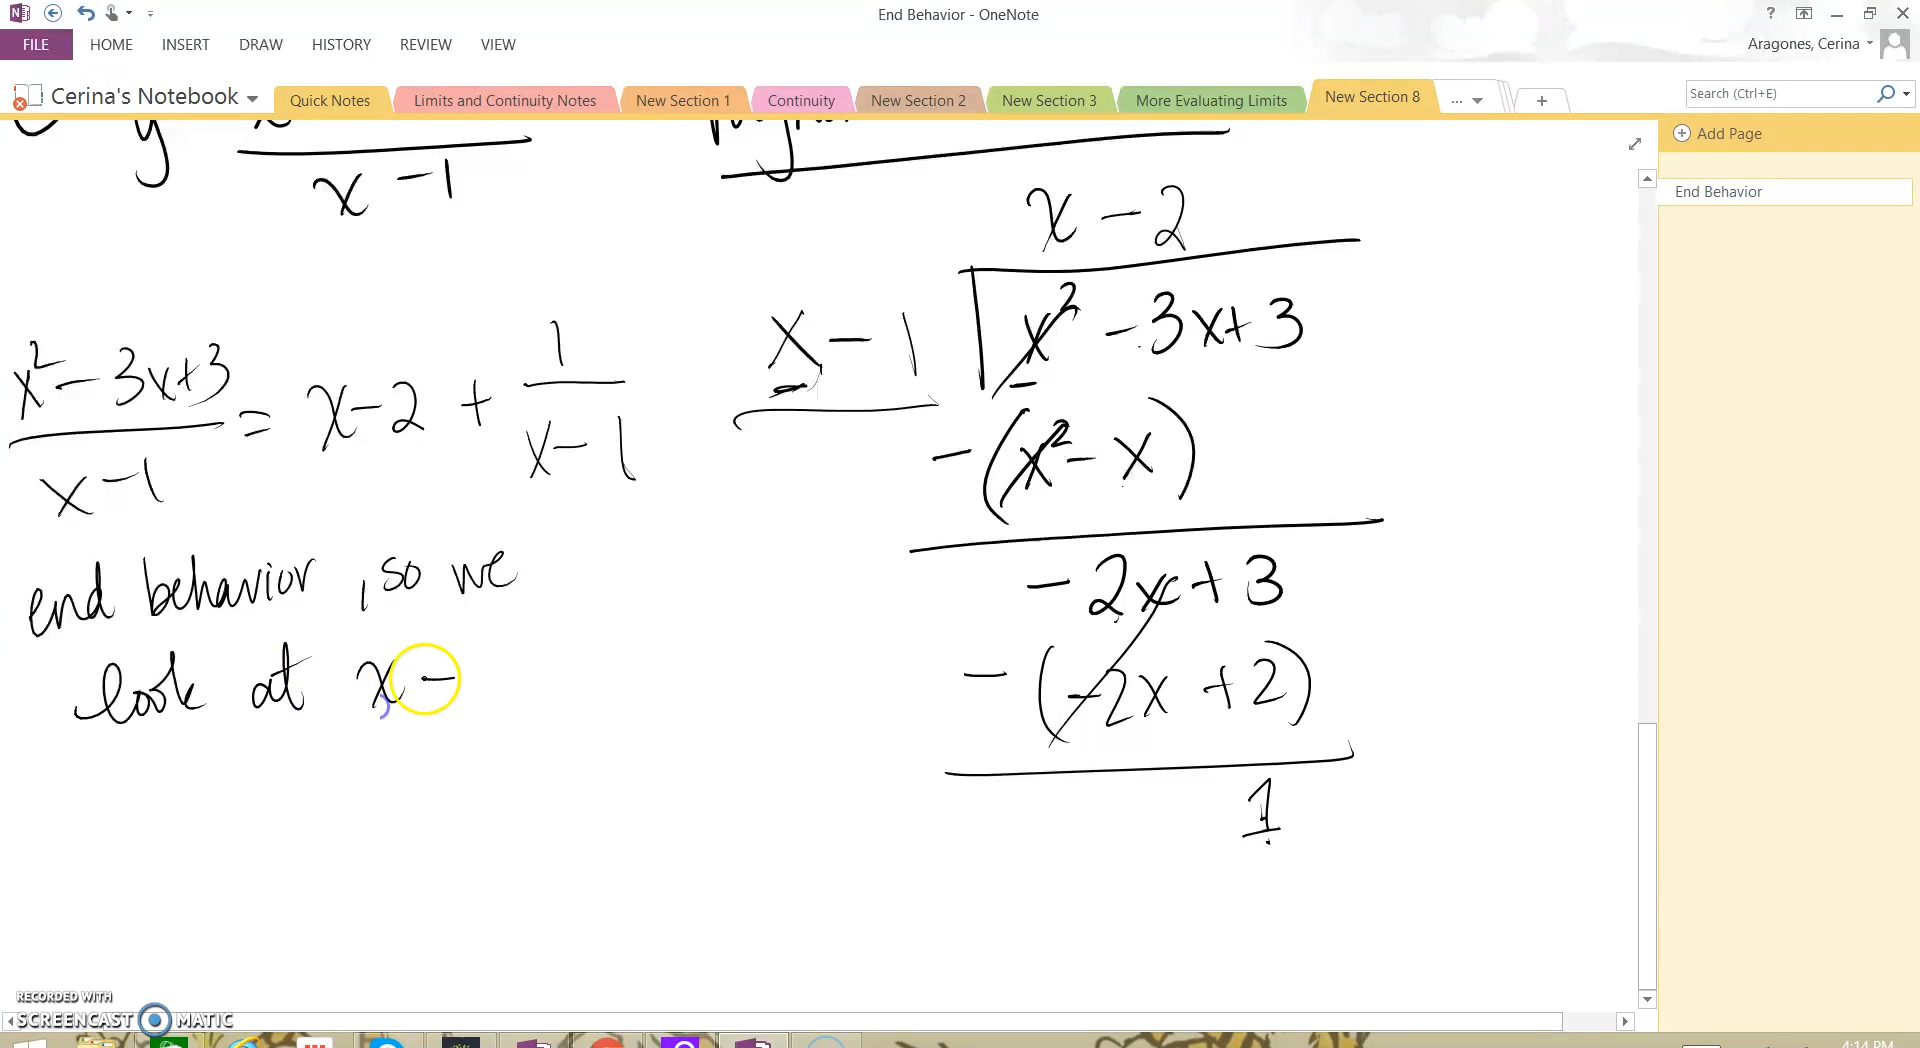 End Behavior - OneNote
?
FILE HOME INSERT DRAW HISTORY REVIEW VIEW
Aragones, Cerina
Cerina's Notebook
Quick Notes
Limits and Continuity Notes
New Section 1
Continuity
New Section 2
New Section 3
More Evaluating Limits
New Section 8
...
Search (Ctrl+E)
Add Page
End Behavior
y
x - 1
x - 2
x - 1
x² - 3x + 3
x² - 3x + 3
x - 1
= x - 2 +
1
x - 1
- (x² - x)
- 2x + 3
- (-2x + 2)
1
end behavior, so we
look at x -
RECORDED WITH
SCREENCAST MATIC
4:14 PM